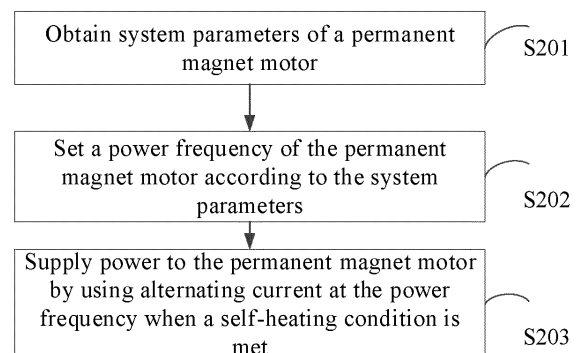 Obtain system parameters of a permanent
magnet motor
S201
Set a power frequency of the permanent
magnet motor according to the system
parameters
S202
Supply power to the permanent magnet motor
by using alternating current at the power
frequency when a self-heating condition is
met
S203